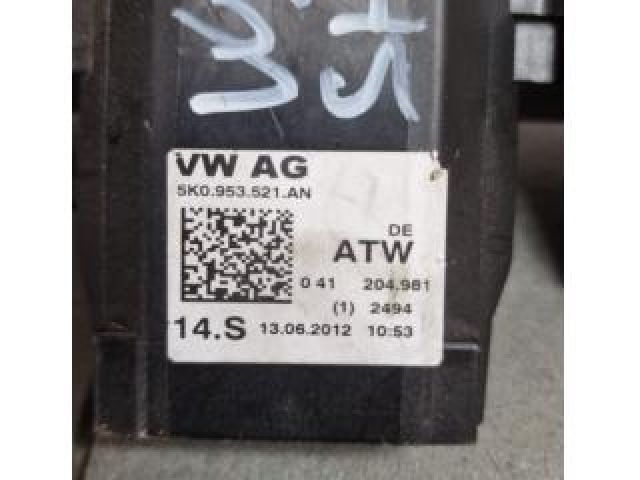 VW AG
5K0.953.521.AN
DE
ATW
0 41 204.981
(1) 2494
14.S 13.06.2012 10:53